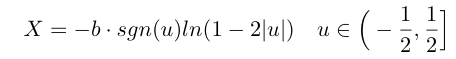 X = −b · sgn(u)ln(1 − 2|u|)   u ∈ (−1/2, 1/2]